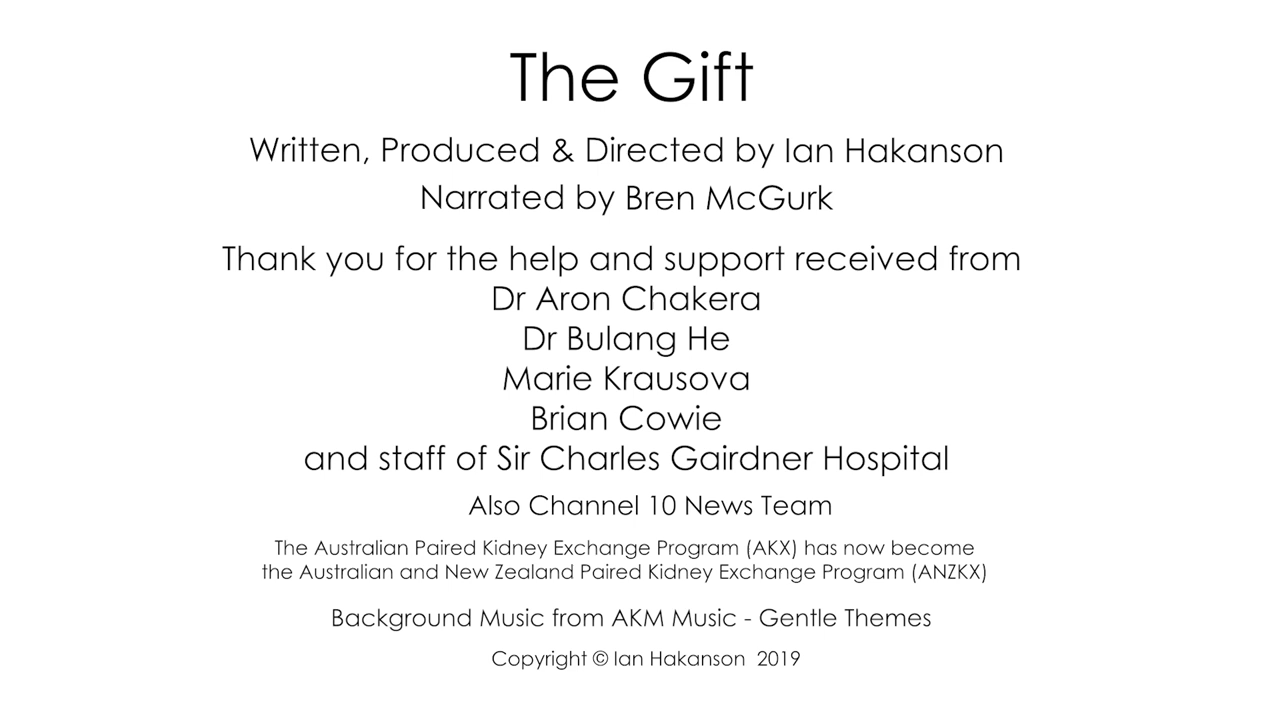 The Gift
Written, Produced & Directed by Ian Hakanson
Narrated by Bren McGurk
Thank you for the help and support received from
Dr Aron Chakera
Dr Bulang He
Marie Krausova
Brian Cowie
and staff of Sir Charles Gairdner Hospital
Also Channel 10 News Team
The Australian Paired Kidney Exchange Program (AKX) has now become
the Australian and New Zealand Paired Kidney Exchange Program (ANZKX)
Background Music from AKM Music - Gentle Themes
Copyright © Ian Hakanson 2019